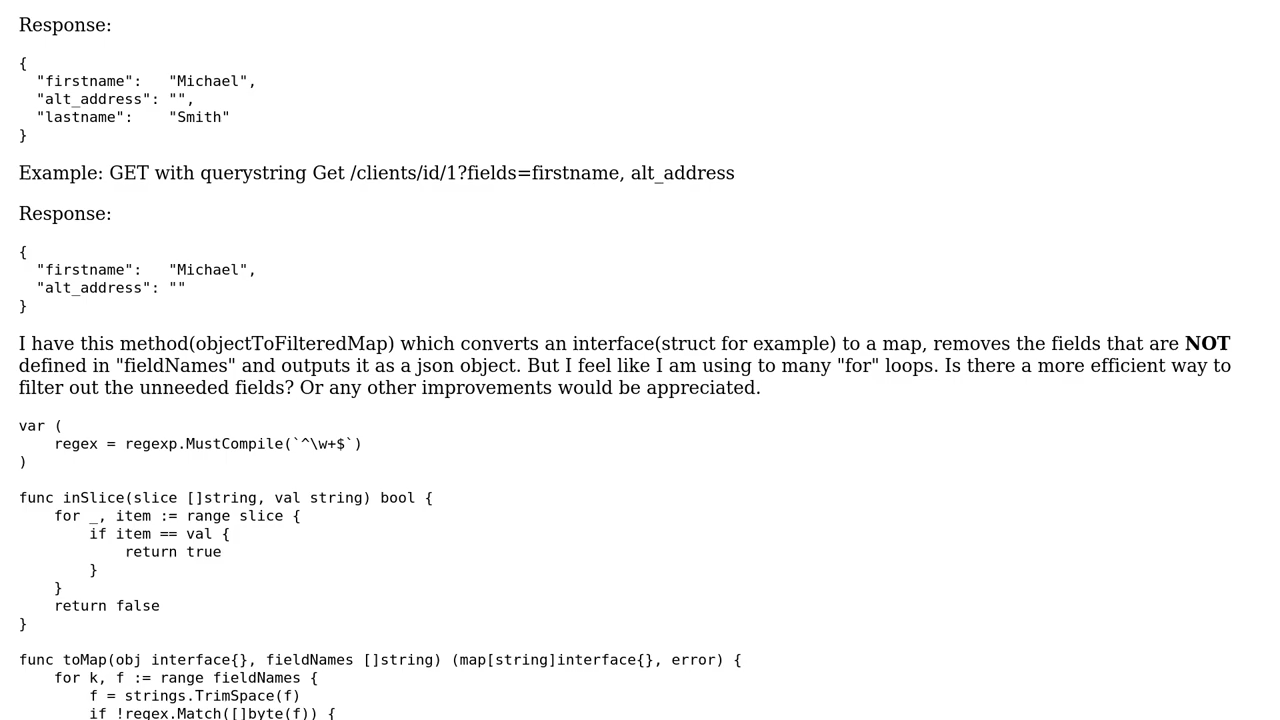 Response:
{
  "firstname":   "Michael",
  "alt_address": "",
  "lastname":    "Smith"
}
Example: GET with querystring Get /clients/id/1?fields=firstname, alt_address
Response:
{
  "firstname":   "Michael",
  "alt_address": ""
}
I have this method(objectToFilteredMap) which converts an interface(struct for example) to a map, removes the fields that are NOT
defined in "fieldNames" and outputs it as a json object. But I feel like I am using to many "for" loops. Is there a more efficient way to
filter out the unneeded fields? Or any other improvements would be appreciated.
var (
    regex = regexp.MustCompile(`^\w+$`)
)
func inSlice(slice []string, val string) bool {
    for _, item := range slice {
        if item == val {
            return true
        }
    }
    return false
}
func toMap(obj interface{}, fieldNames []string) (map[string]interface{}, error) {
    for k, f := range fieldNames {
        f = strings.TrimSpace(f)
        if !regex.Match([]byte(f)) {